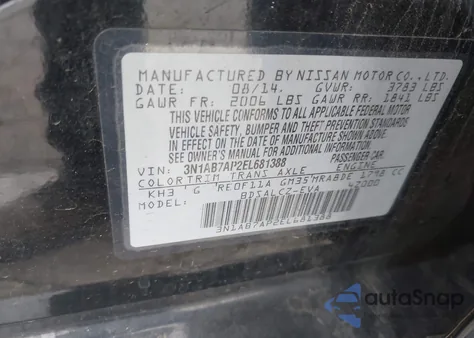 MANUFACTURED BY NISSAN MOTOR CO., LTD.
DATE: 08/14. GVWR: 3783 LBS
GAWR FR: 2006 LBS GAWR RR: 1841 LBS
THIS VEHICLE CONFORMS TO ALL APPLICABLE FEDERAL MOTOR
VEHICLE SAFETY, BUMPER AND THEFT PREVENTION STANDARDS
IN EFFECT ON THE DATE OF MANUFACTURE SHOWN ABOVE.
SEE OWNER'S MANUAL FOR ADDITIONAL INFORMATION.
VIN: 3N1AB7AP2EL681388 PASSENGER CAR
COLOR TRIM TRANS AXLE ENGINE
KH3 G RE0F11A GM35 MRA8DE 1798 CC
MODEL: BDSALCZ-EVA 42000
3N1AB7AP2EL681388
autoSnap